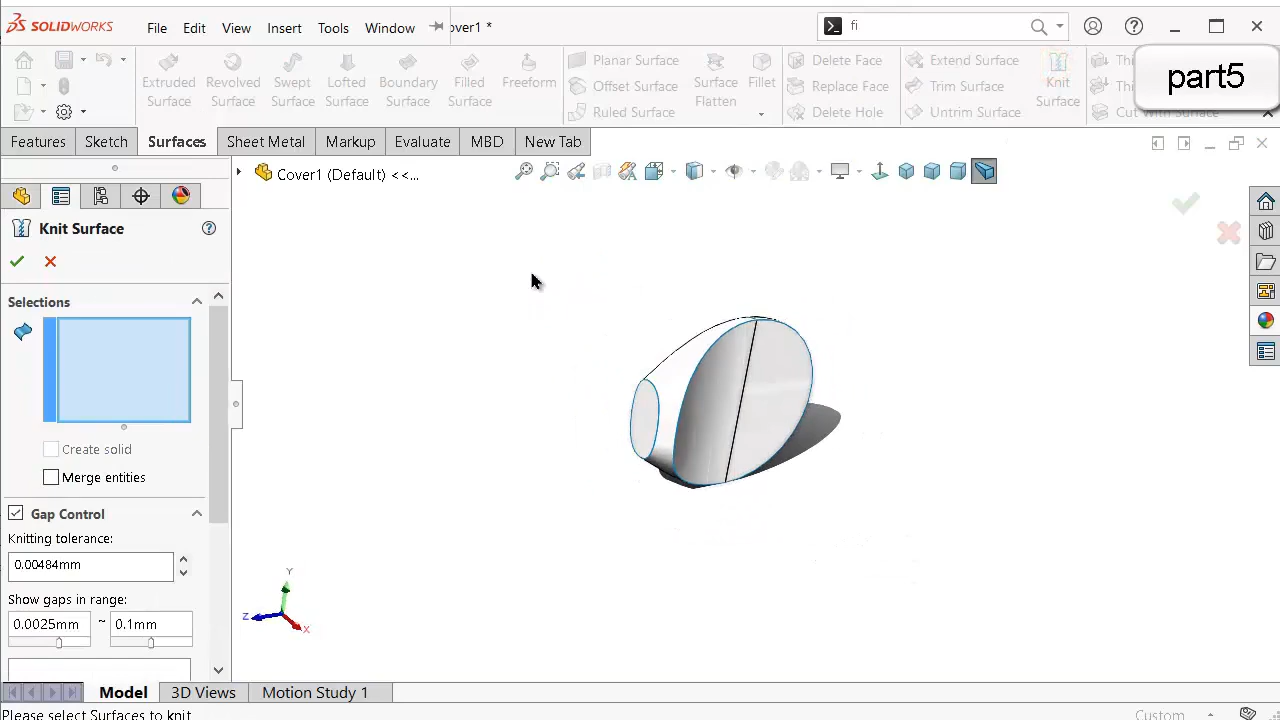 SOLIDWORKS File Edit View Insert Tools Window over1 * fi
part5
Extruded Surface Revolved Surface Swept Surface Lofted Surface Boundary Surface Filled Surface Freeform
Planar Surface
Offset Surface
Ruled Surface
Surface Flatten Fillet
Delete Face
Replace Face
Delete Hole
Extend Surface
Trim Surface
Untrim Surface
Knit Surface
Cut With Surface
Features Sketch Surfaces Sheet Metal Markup Evaluate MBD New Tab
Cover1 (Default) <<...
Knit Surface
Selections
Create solid
Merge entities
Gap Control
Knitting tolerance:
0.00484mm
Show gaps in range:
0.0025mm ~ 0.1mm
Y
Z
X
Model 3D Views Motion Study 1
Please select Surfaces to knit
Custom